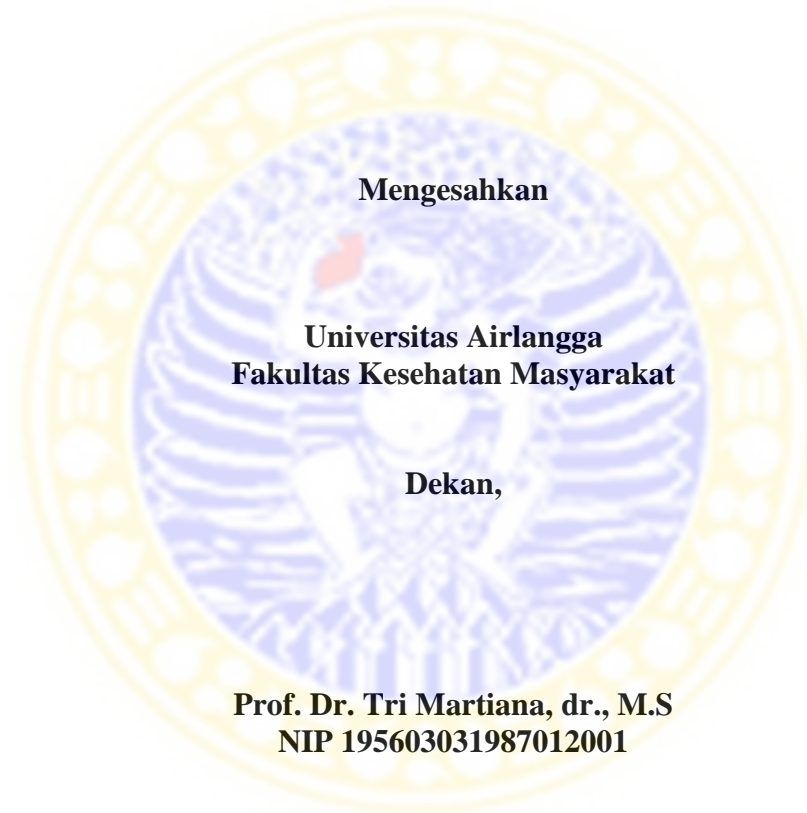 Mengesahkan
Universitas Airlangga
Fakultas Kesehatan Masyarakat
Dekan,
Prof. Dr. Tri Martiana, dr., M.S
NIP 195603031987012001